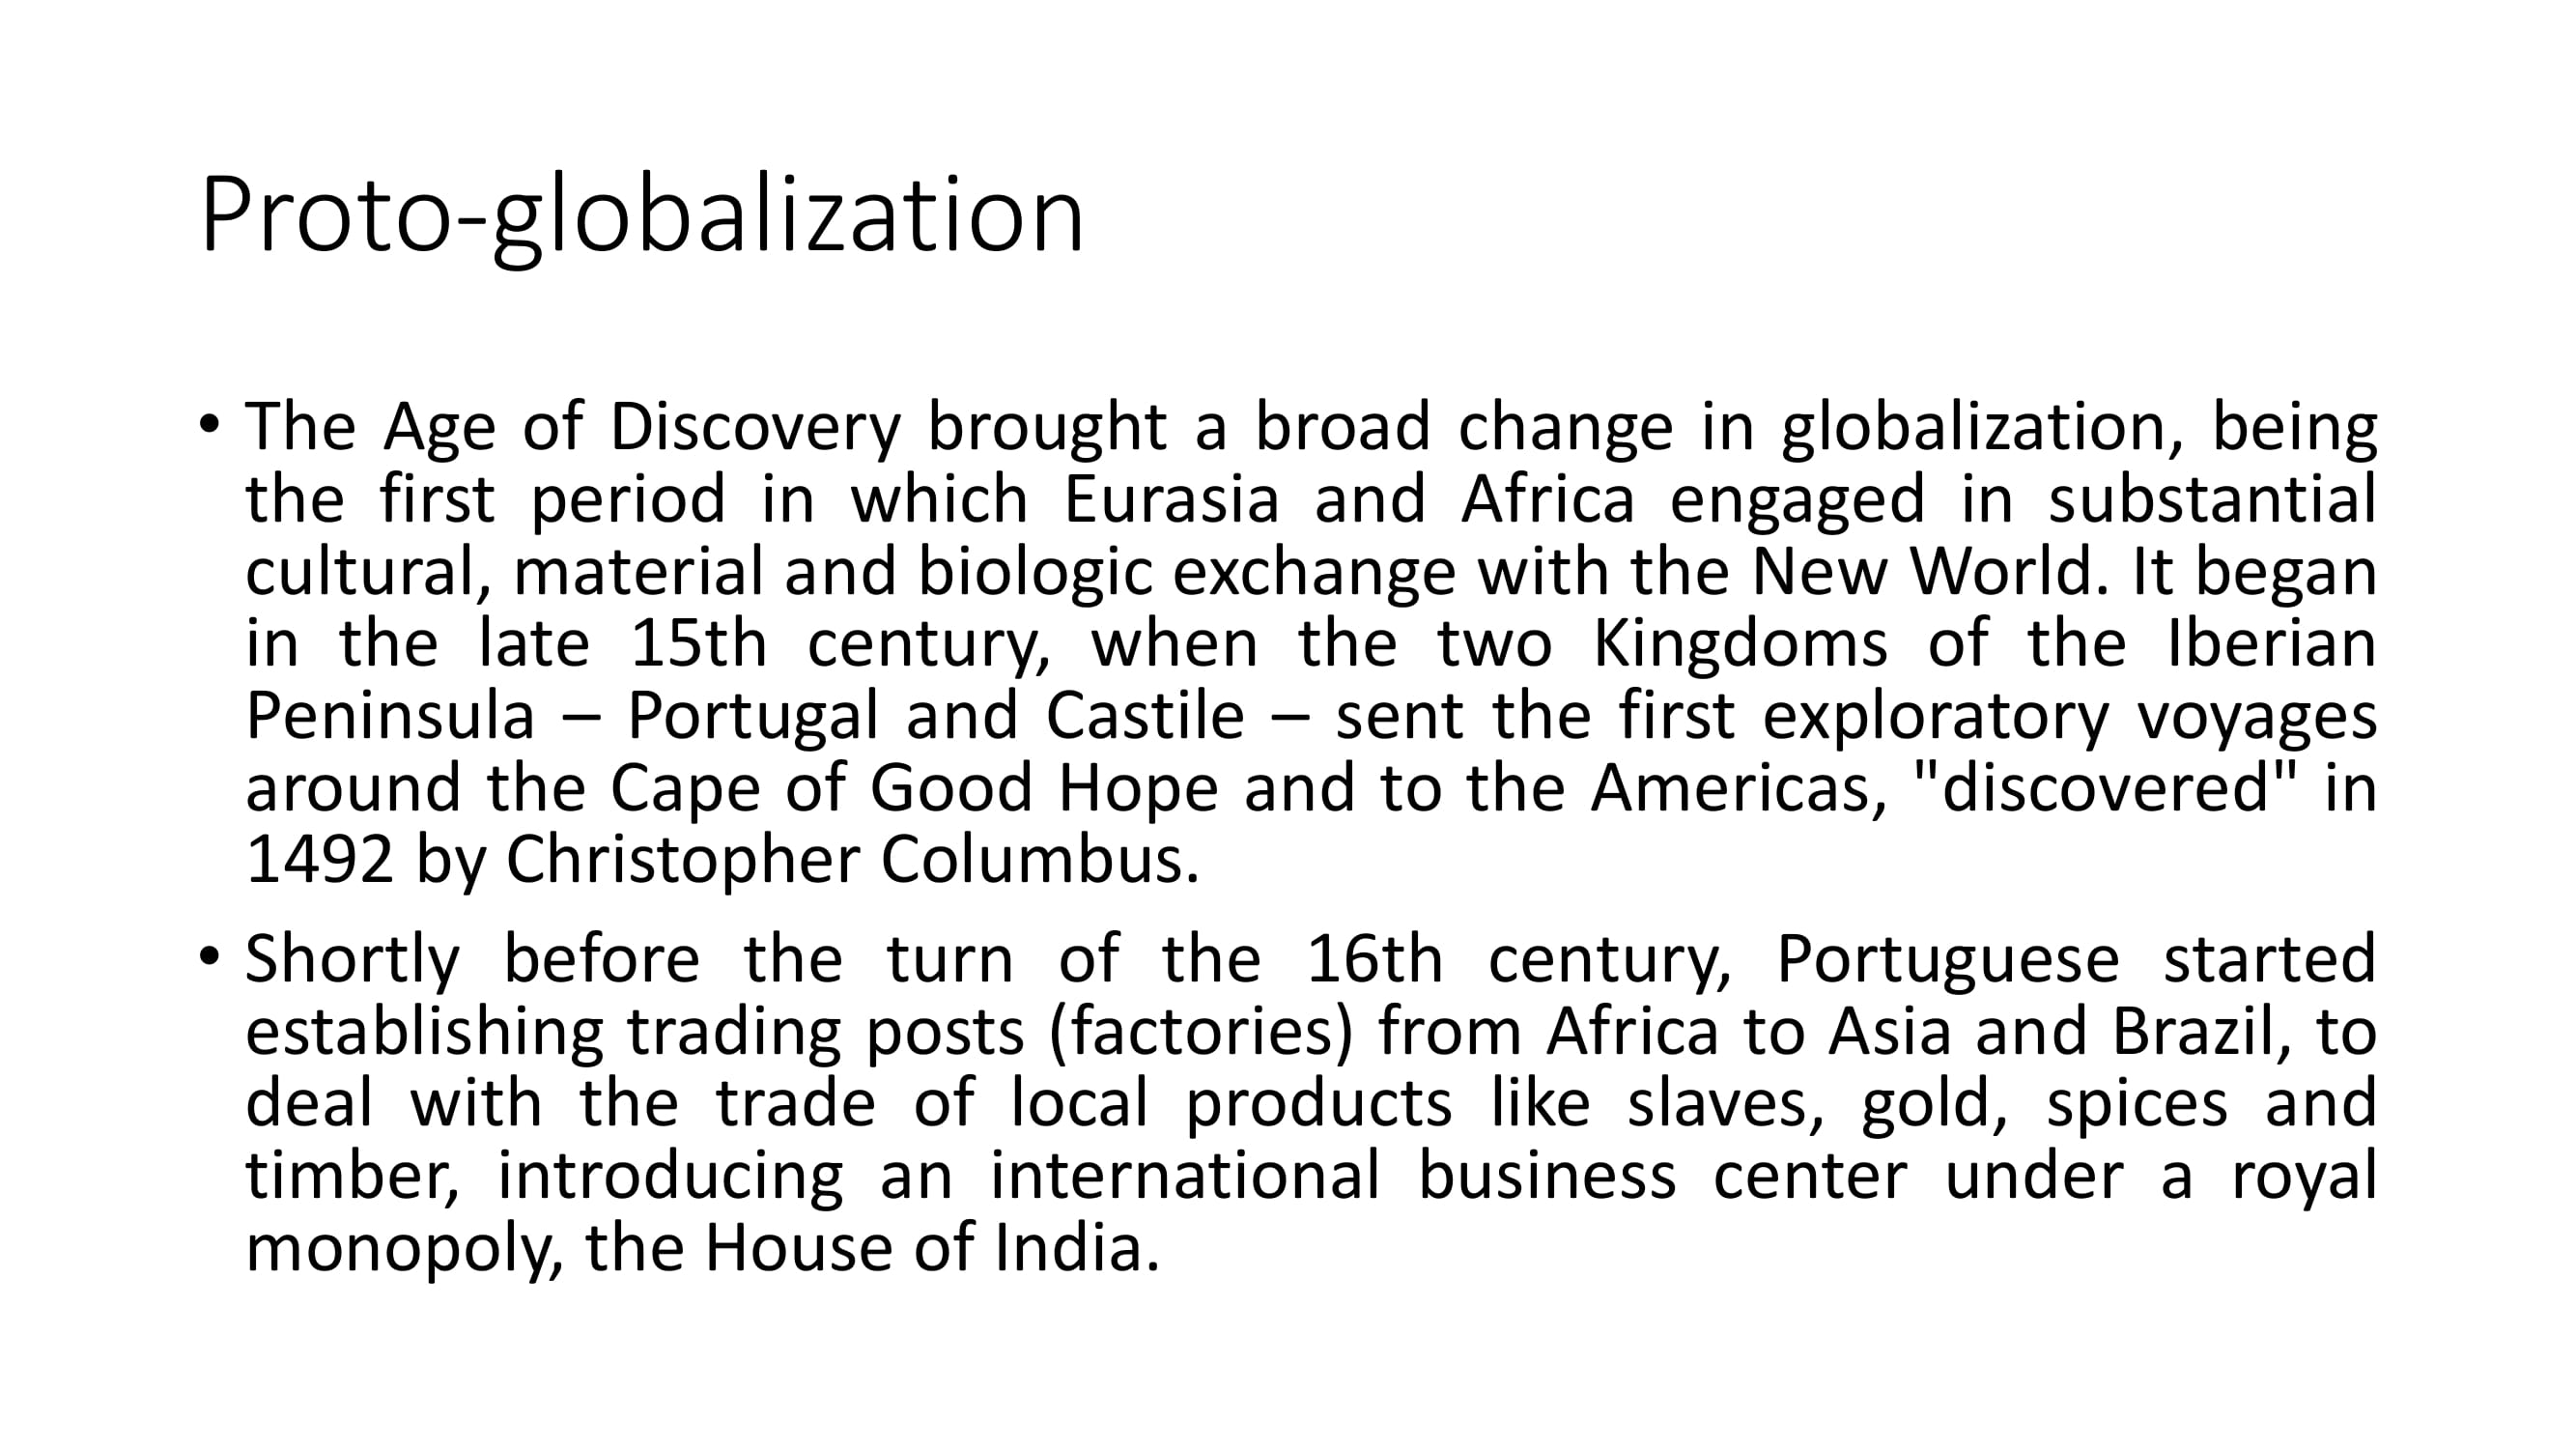 Proto-globalization
• The Age of Discovery brought a broad change in globalization, being
the first period in which Eurasia and Africa engaged in substantial
cultural, material and biologic exchange with the New World. It began
in the late 15th century, when the two Kingdoms of the Iberian
Peninsula – Portugal and Castile – sent the first exploratory voyages
around the Cape of Good Hope and to the Americas, "discovered" in
1492 by Christopher Columbus.
• Shortly before the turn of the 16th century, Portuguese started
establishing trading posts (factories) from Africa to Asia and Brazil, to
deal with the trade of local products like slaves, gold, spices and
timber, introducing an international business center under a royal
monopoly, the House of India.